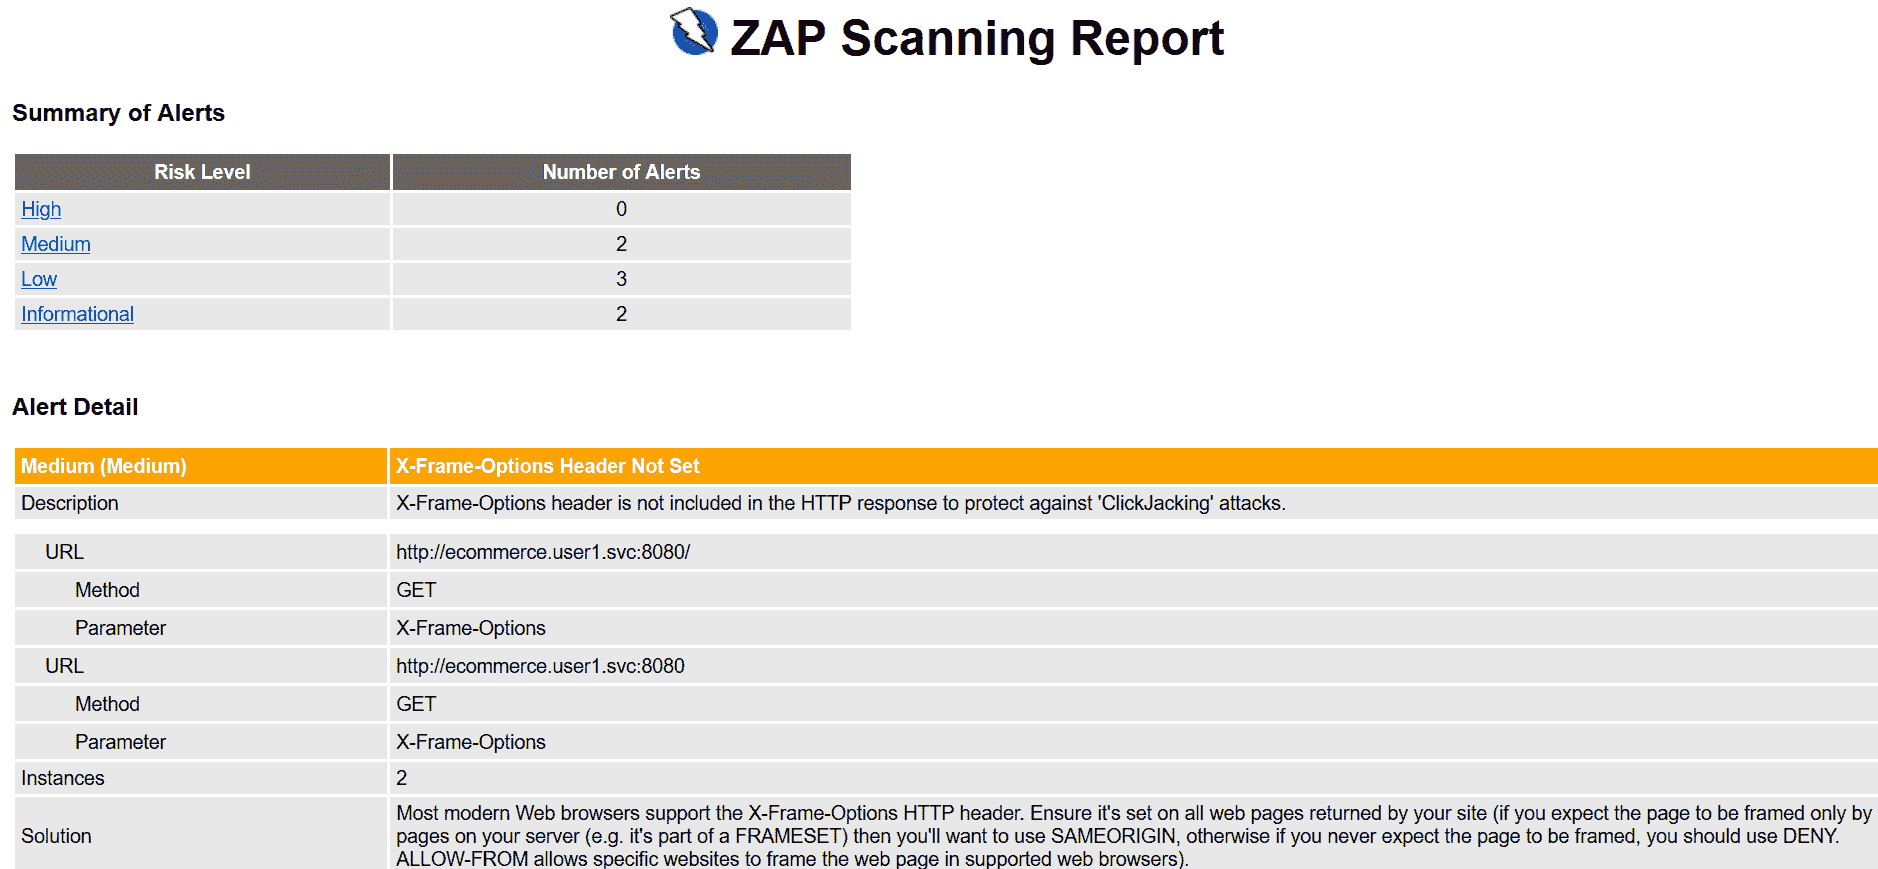 ZAP Scanning Report
Summary of Alerts
Risk Level Number of Alerts
High 0
Medium 2
Low 3
Informational 2
Alert Detail
Medium (Medium) X-Frame-Options Header Not Set
Description X-Frame-Options header is not included in the HTTP response to protect against 'ClickJacking' attacks.
URL http://ecommerce.user1.svc:8080/
Method GET
Parameter X-Frame-Options
URL http://ecommerce.user1.svc:8080
Method GET
Parameter X-Frame-Options
Instances 2
Solution Most modern Web browsers support the X-Frame-Options HTTP header. Ensure it's set on all web pages returned by your site (if you expect the page to be framed only by
pages on your server (e.g. it's part of a FRAMESET) then you'll want to use SAMEORIGIN, otherwise if you never expect the page to be framed, you should use DENY.
ALLOW-FROM allows specific websites to frame the web page in supported web browsers).